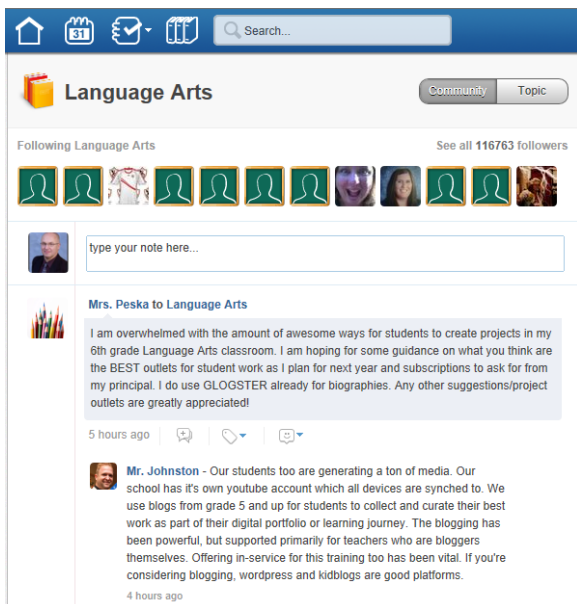 31
Search...
Language Arts
Community
Topic
Following Language Arts
See all 116763 followers
type your note here...
Mrs. Peska to Language Arts
I am overwhelmed with the amount of awesome ways for students to create projects in my
6th grade Language Arts classroom. I am hoping for some guidance on what you think are
the BEST outlets for student work as I plan for next year and subscriptions to ask for from
my principal. I do use GLOGSTER already for biographies. Any other suggestions/project
outlets are greatly appreciated!
5 hours ago
Mr. Johnston - Our students too are generating a ton of media. Our
school has it's own youtube account which all devices are synched to. We
use blogs from grade 5 and up for students to collect and curate their best
work as part of their digital portfolio or learning journey. The blogging has
been powerful, but supported primarily for teachers who are bloggers
themselves. Offering in-service for this training too has been vital. If you're
considering blogging, wordpress and kidblogs are good platforms.
4 hours ago